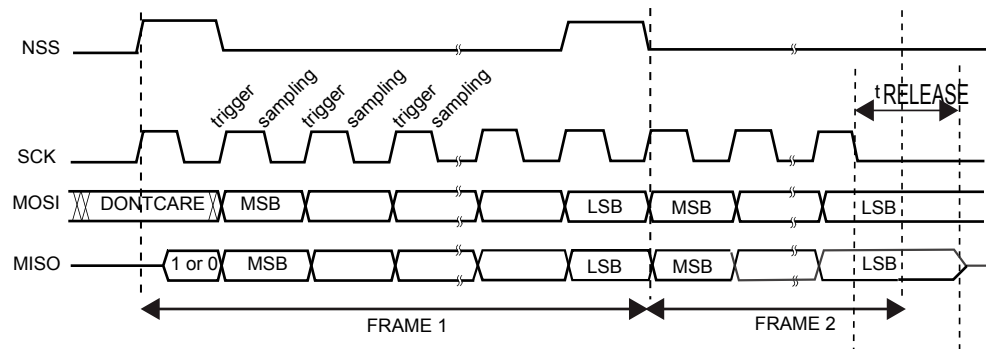 NSS
trigger
sampling
trigger
sampling
trigger
sampling
tRELEASE
SCK
MOSI
DONTCARE
MSB
LSB
MSB
LSB
MISO
1 or 0
MSB
LSB
MSB
LSB
FRAME 1
FRAME 2